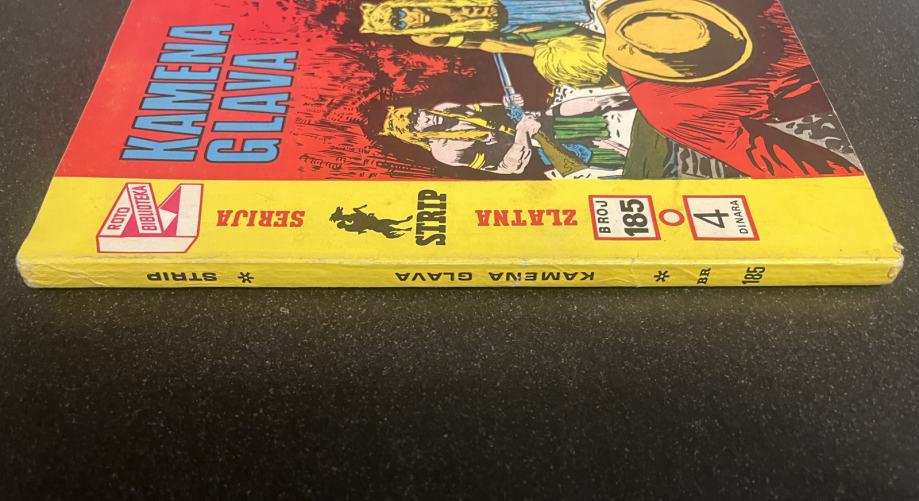 KAMENA
GLAVA
ROTO
BIBLIOTEKA
SERIJA
STRIP
ZLATNA
BROJ
185
4
DINARA
STRIP * KAMENA GLAVA * BR 185